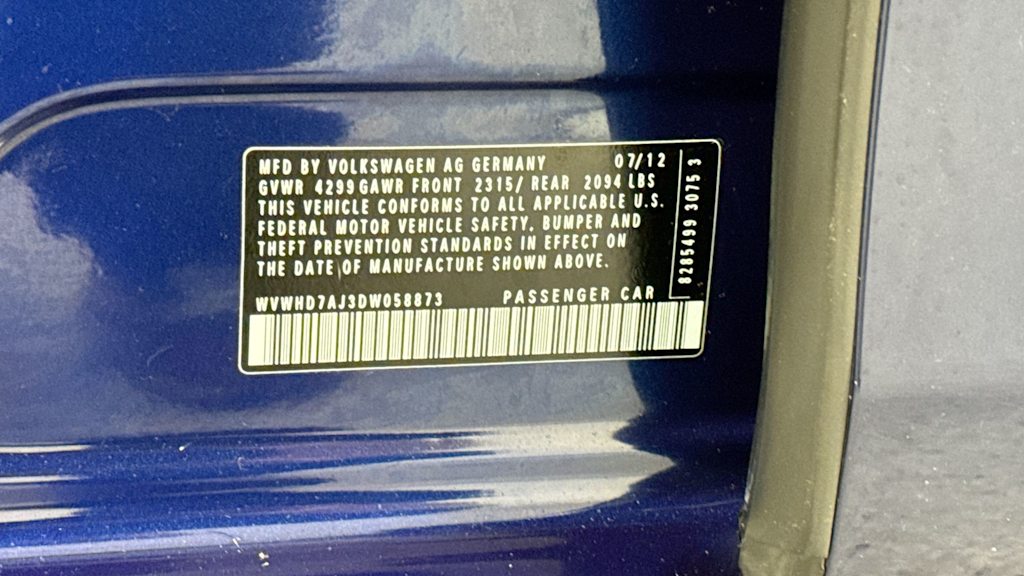 MFD BY VOLKSWAGEN AG GERMANY 07/12
GVWR 4299 GAWR FRONT 2315/ REAR 2094 LBS
THIS VEHICLE CONFORMS TO ALL APPLICABLE U.S.
FEDERAL MOTOR VEHICLE SAFETY, BUMPER AND
THEFT PREVENTION STANDARDS IN EFFECT ON
THE DATE OF MANUFACTURE SHOWN ABOVE.
WVWHD7AJ3DW058873 PASSENGER CAR
8285499 3075 3